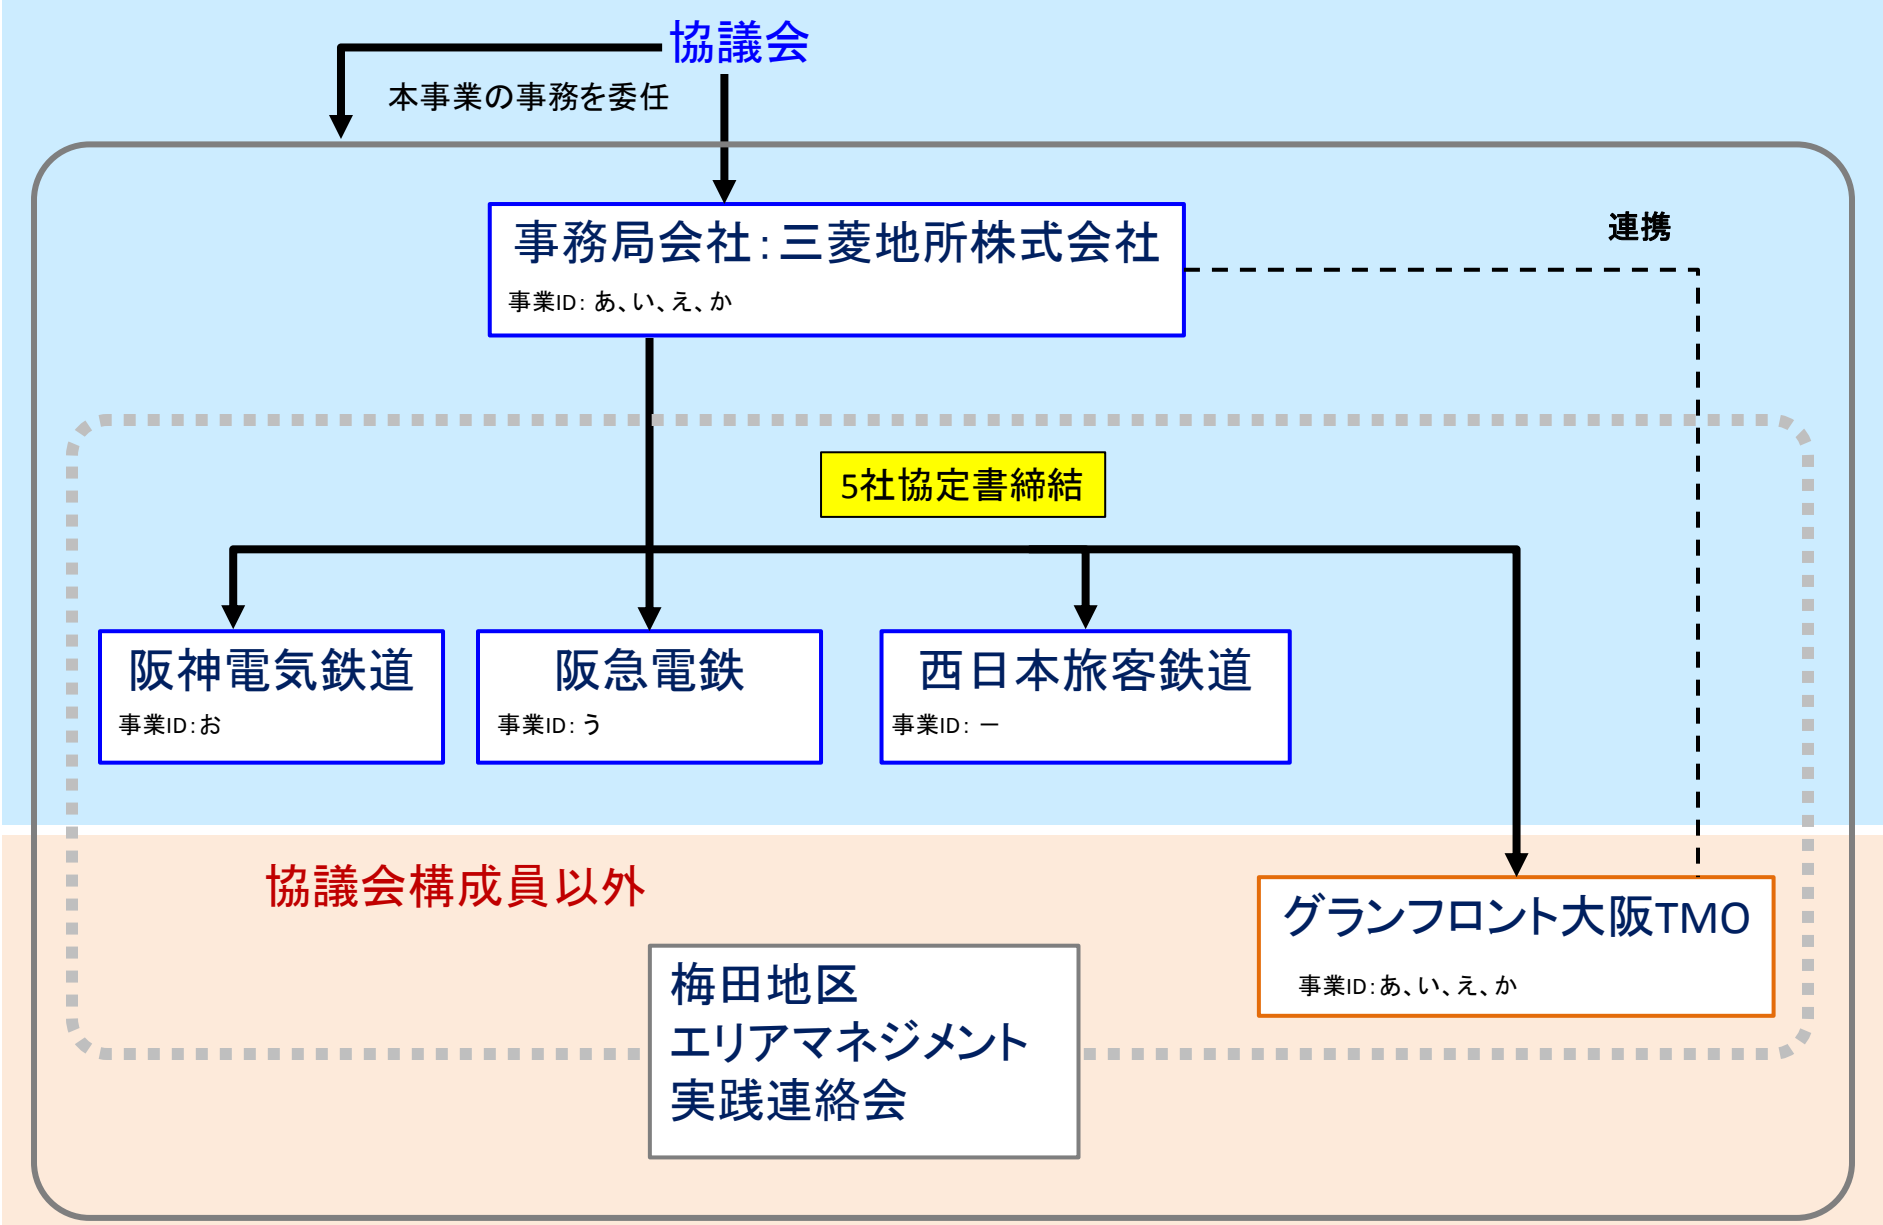 協議会
本事業の事務を委任
事務局会社:三菱地所株式会社
事業ID: あ、い、え、か
連携
5社協定書締結
阪神電気鉄道
事業ID:お
阪急電鉄
事業ID: う
西日本旅客鉄道
事業ID: ー
協議会構成員以外
グランフロント大阪TMO
事業ID:あ、い、え、か
梅田地区
エリアマネジメント
実践連絡会